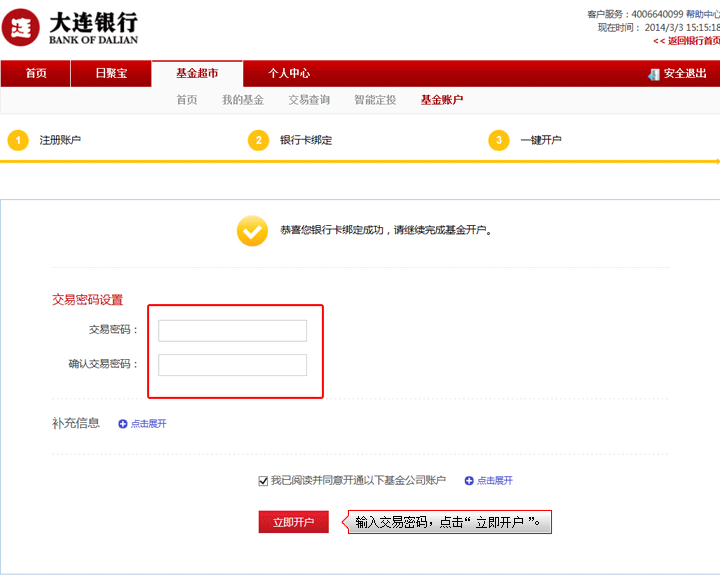 大连银行
BANK OF DALIAN
客户服务：4006640099 帮助中心
现在时间： 2014/3/3 15:15:18
<< 返回银行首页
首页 日聚宝 基金超市 个人中心 安全退出
首页 我的基金 交易查询 智能定投 基金账户
1 注册账户 2 银行卡绑定 3 一键开户
恭喜您银行卡绑定成功，请继续完成基金开户。
交易密码设置
交易密码：
确认交易密码：
补充信息 点击展开
我已阅读并同意开通以下基金公司账户 点击展开
立即开户 输入交易密码，点击“ 立即开户 ”。